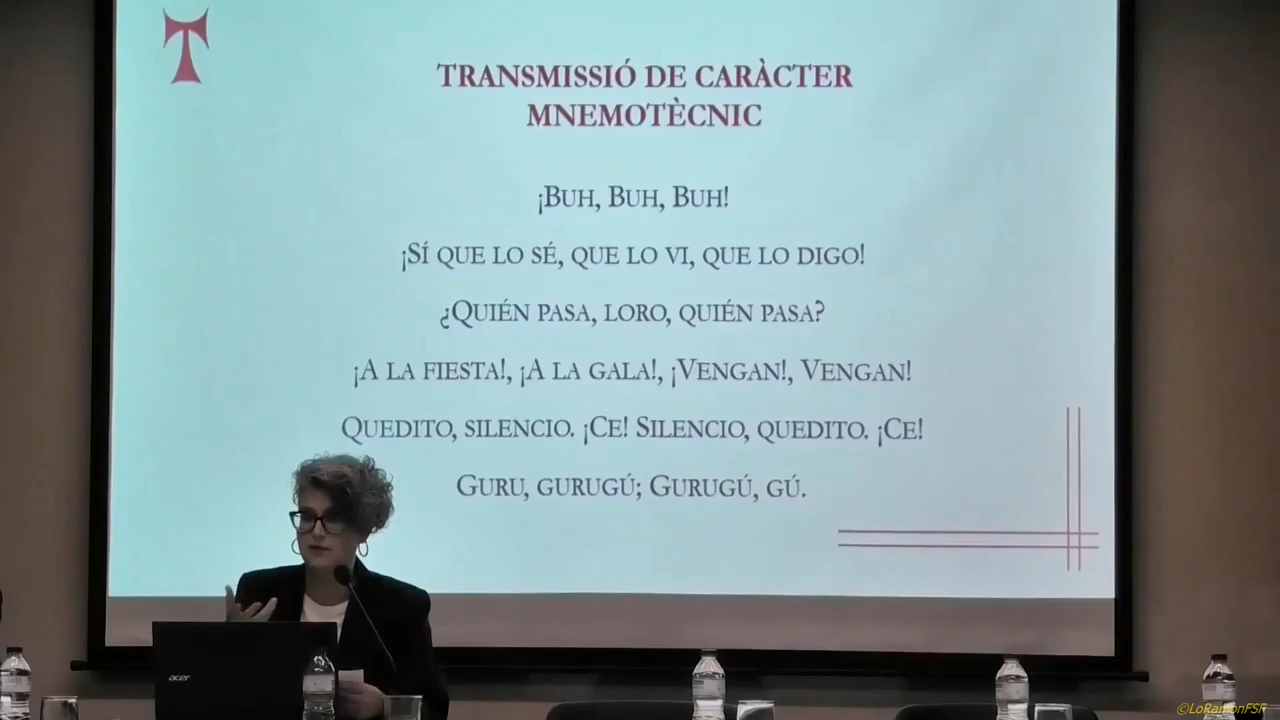 TRANSMISSIÓ DE CARÀCTER
MNEMOTÈCNIC
¡BUH, BUH, BUH!
¡SÍ QUE LO SÉ, QUE LO VI, QUE LO DIGO!
¿QUIÉN PASA, LORO, QUIÉN PASA?
¡A LA FIESTA!, ¡A LA GALA!, ¡VENGAN!, VENGAN!
QUEDITO, SILENCIO. ¡CE! SILENCIO, QUEDITO. ¡CE!
GURU, GURUGÚ; GURUGÚ, GÚ.
acer
©LoRamonFSF